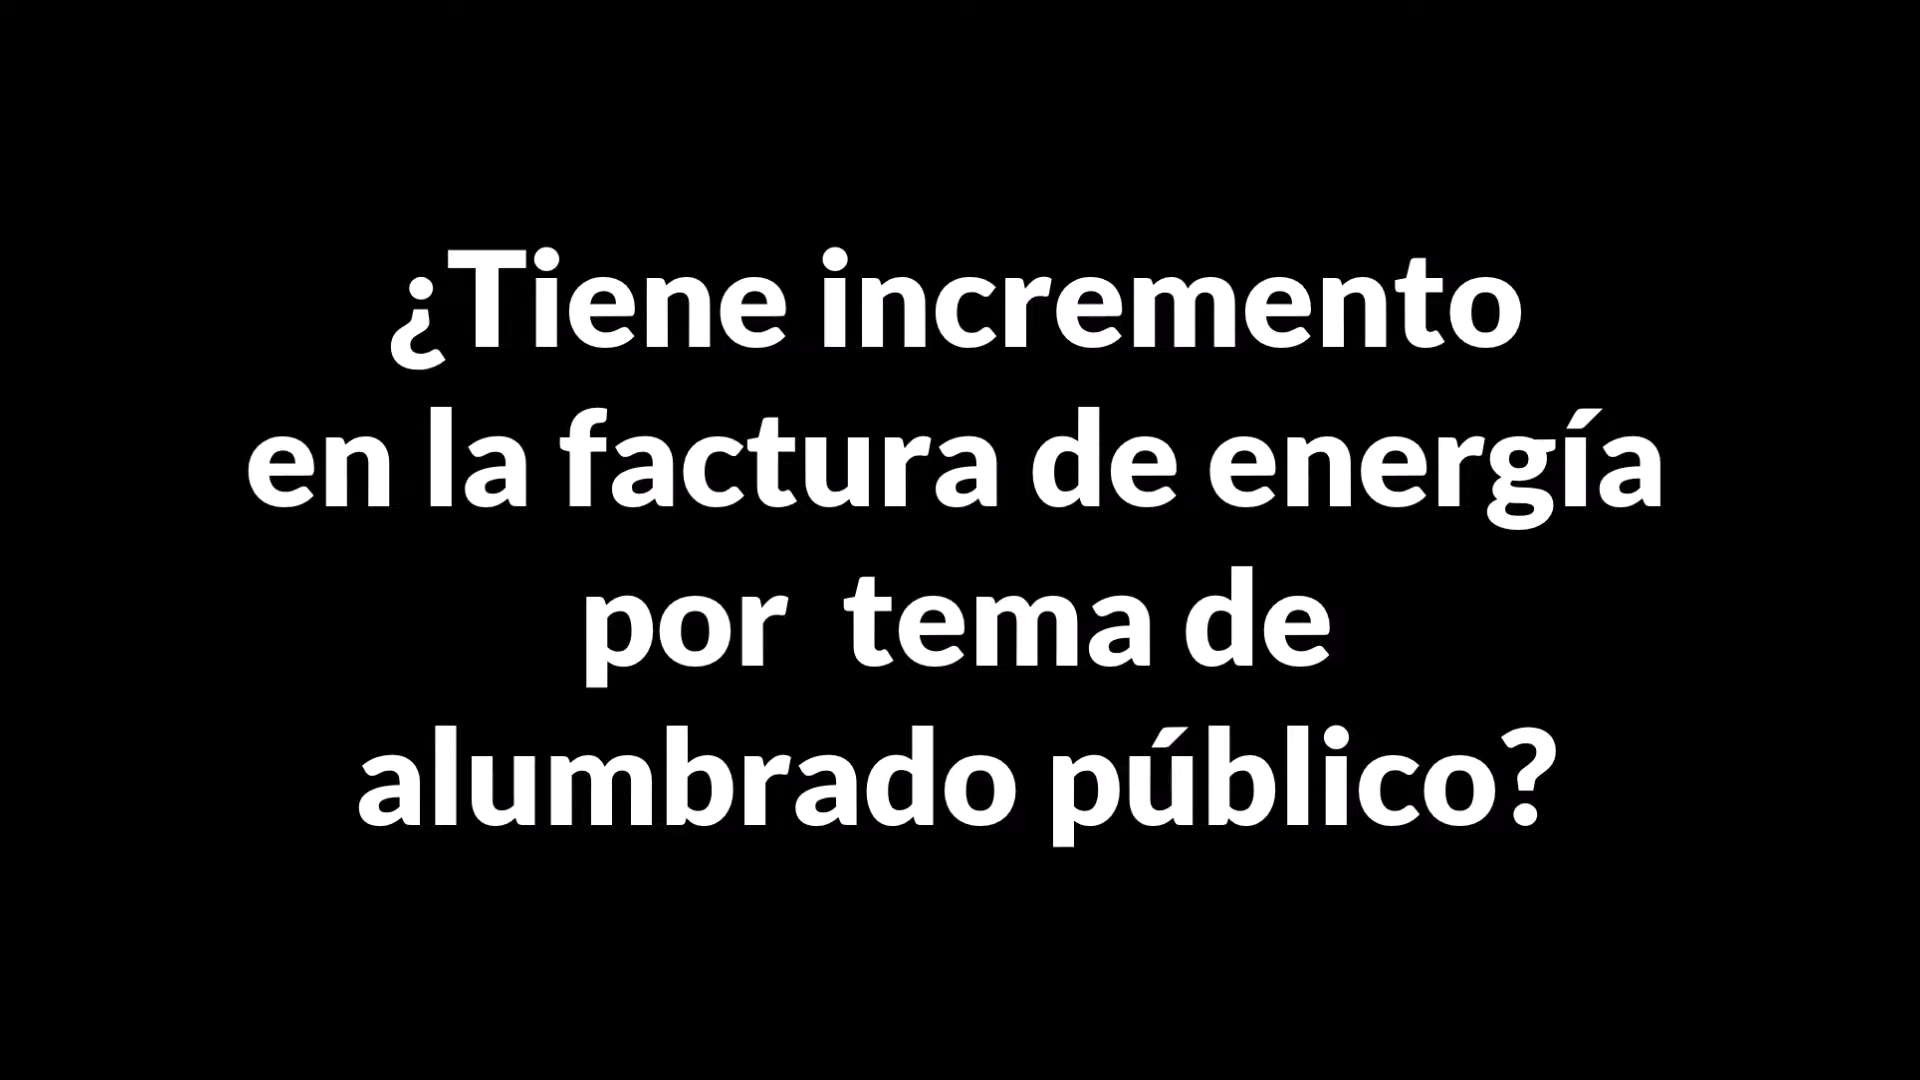 ¿Tiene incremento
en la factura de energía
por  tema de
alumbrado público?